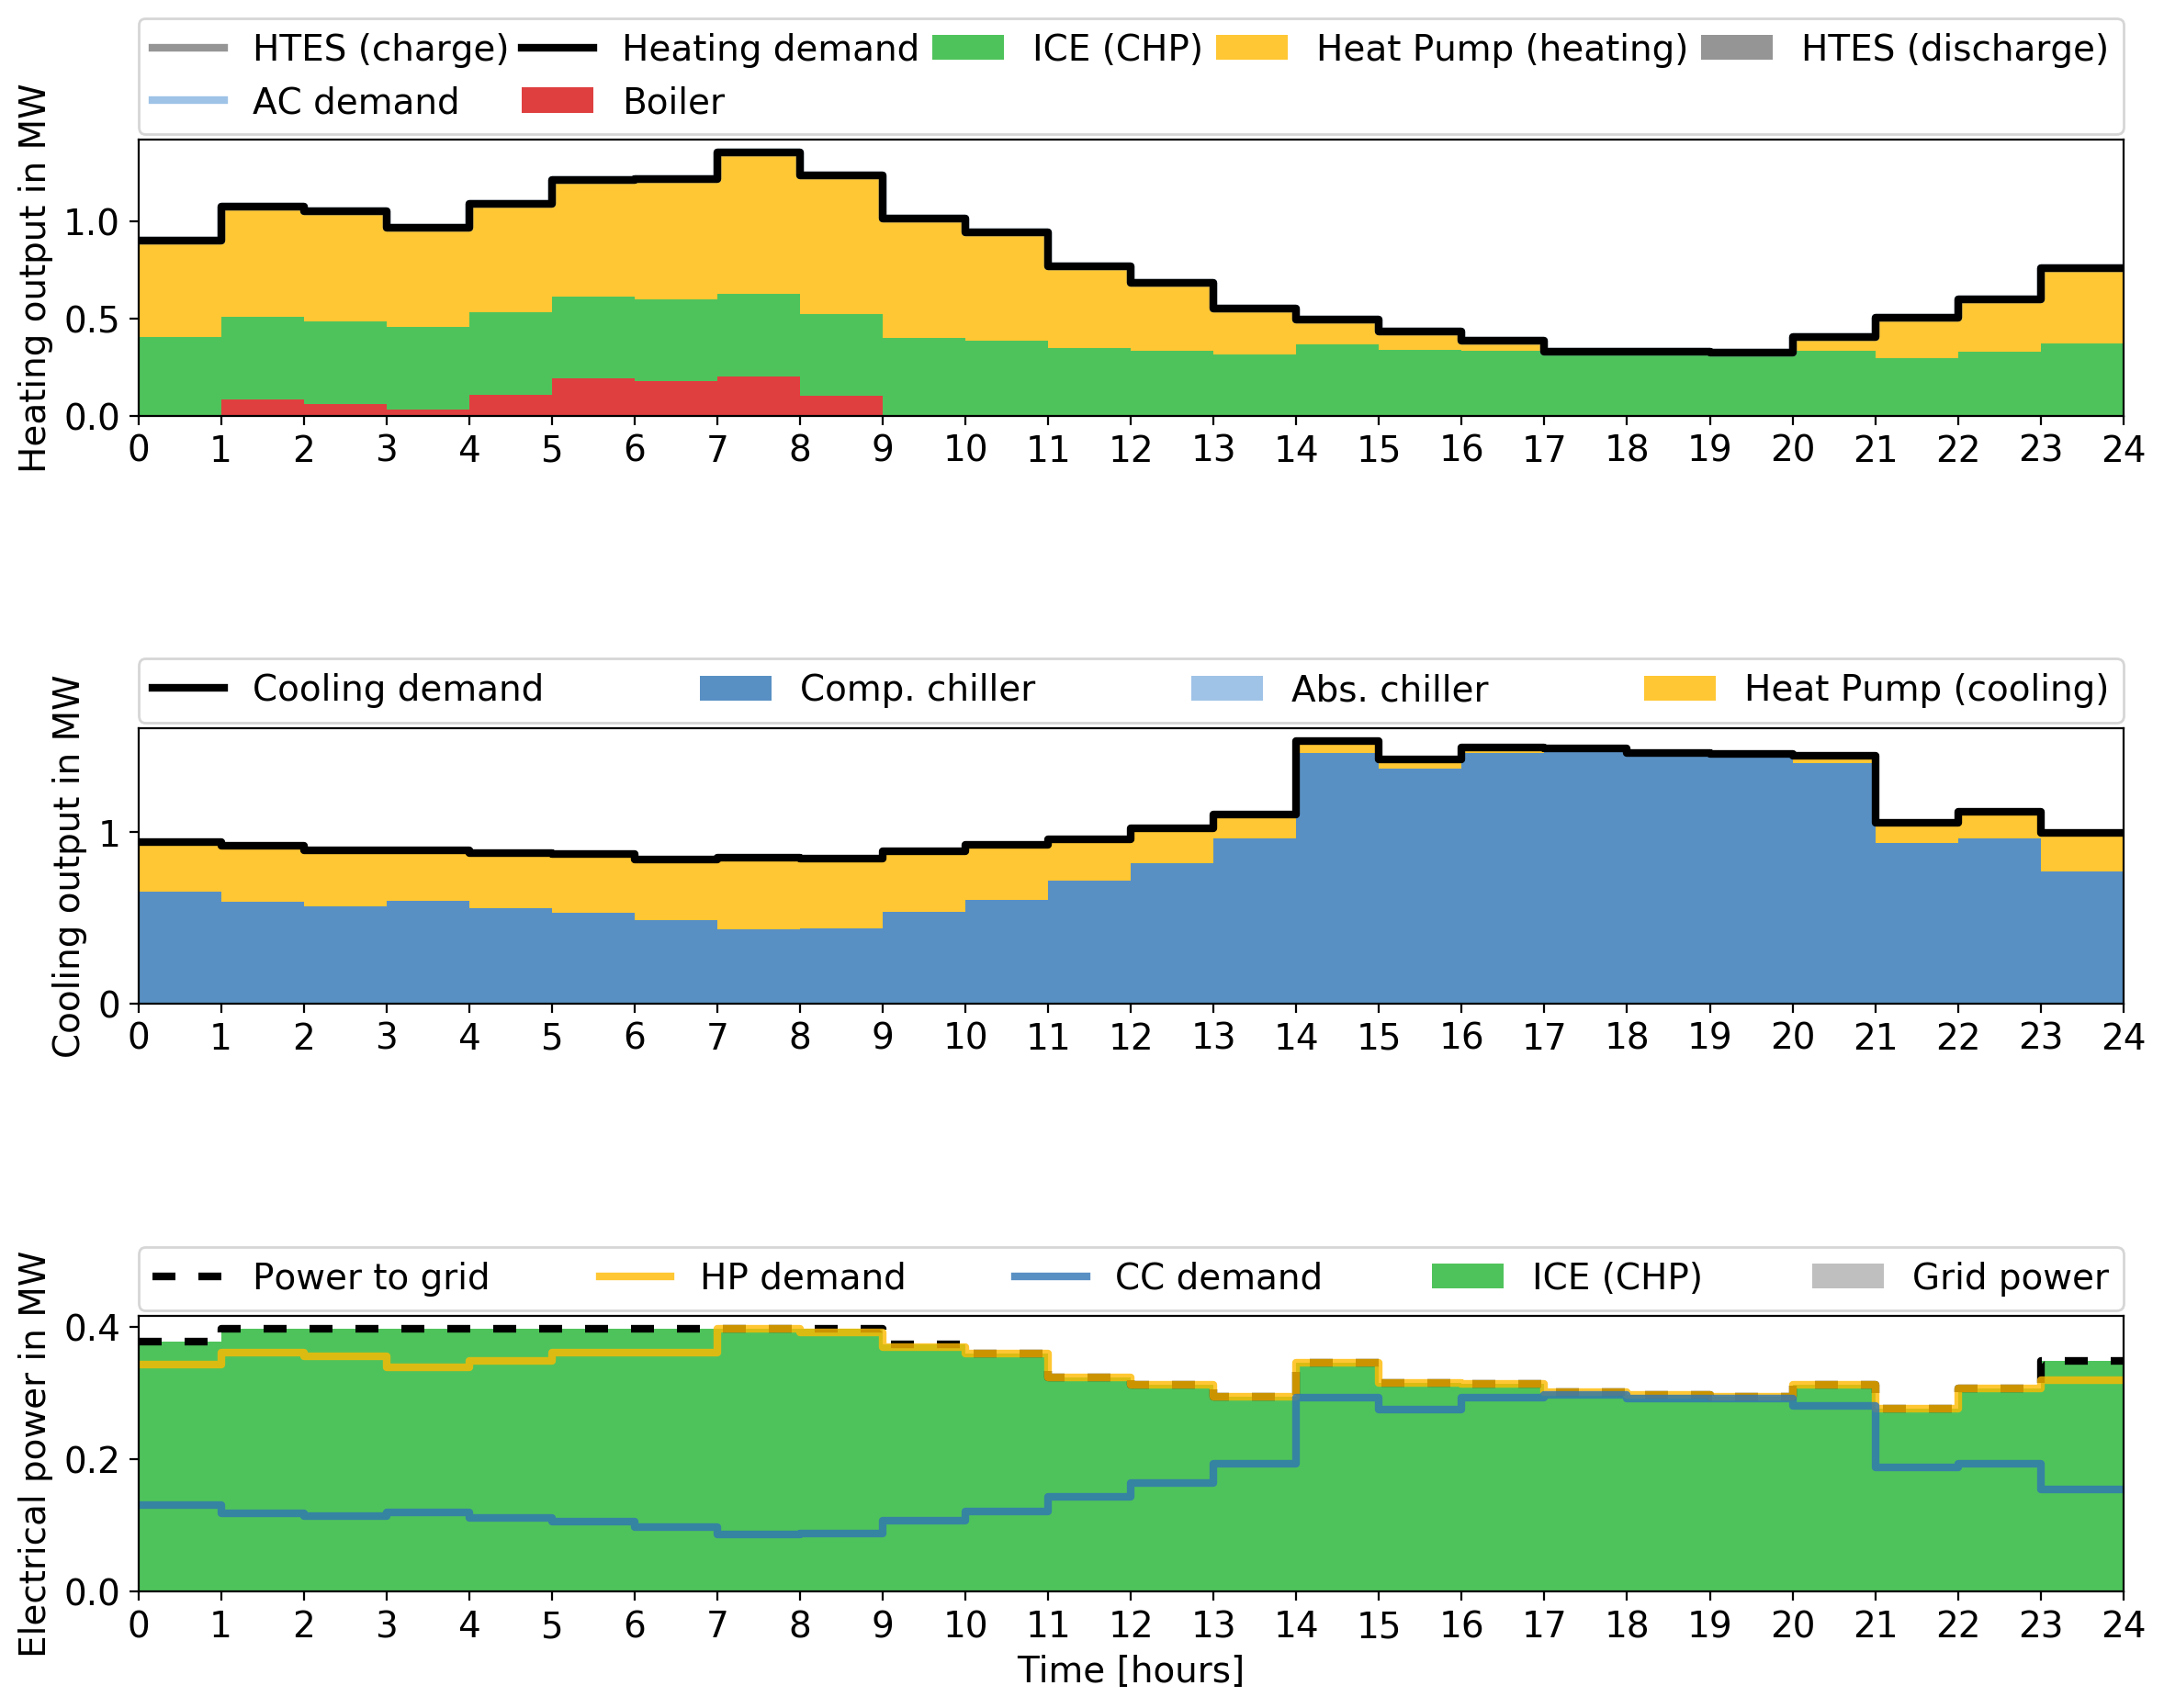 HTES (charge) Heating demand ICE (CHP) Heat Pump (heating) HTES (discharge)
AC demand Boiler
Heating output in MW
1.0
0.5
0.0
0 1 2 3 4 5 6 7 8 9 10 11 12 13 14 15 16 17 18 19 20 21 22 23 24
Cooling demand Comp. chiller Abs. chiller Heat Pump (cooling)
Cooling output in MW
1
0
0 1 2 3 4 5 6 7 8 9 10 11 12 13 14 15 16 17 18 19 20 21 22 23 24
Power to grid HP demand CC demand ICE (CHP) Grid power
Electrical power in MW
0.4
0.2
0.0
0 1 2 3 4 5 6 7 8 9 10 11 12 13 14 15 16 17 18 19 20 21 22 23 24
Time [hours]